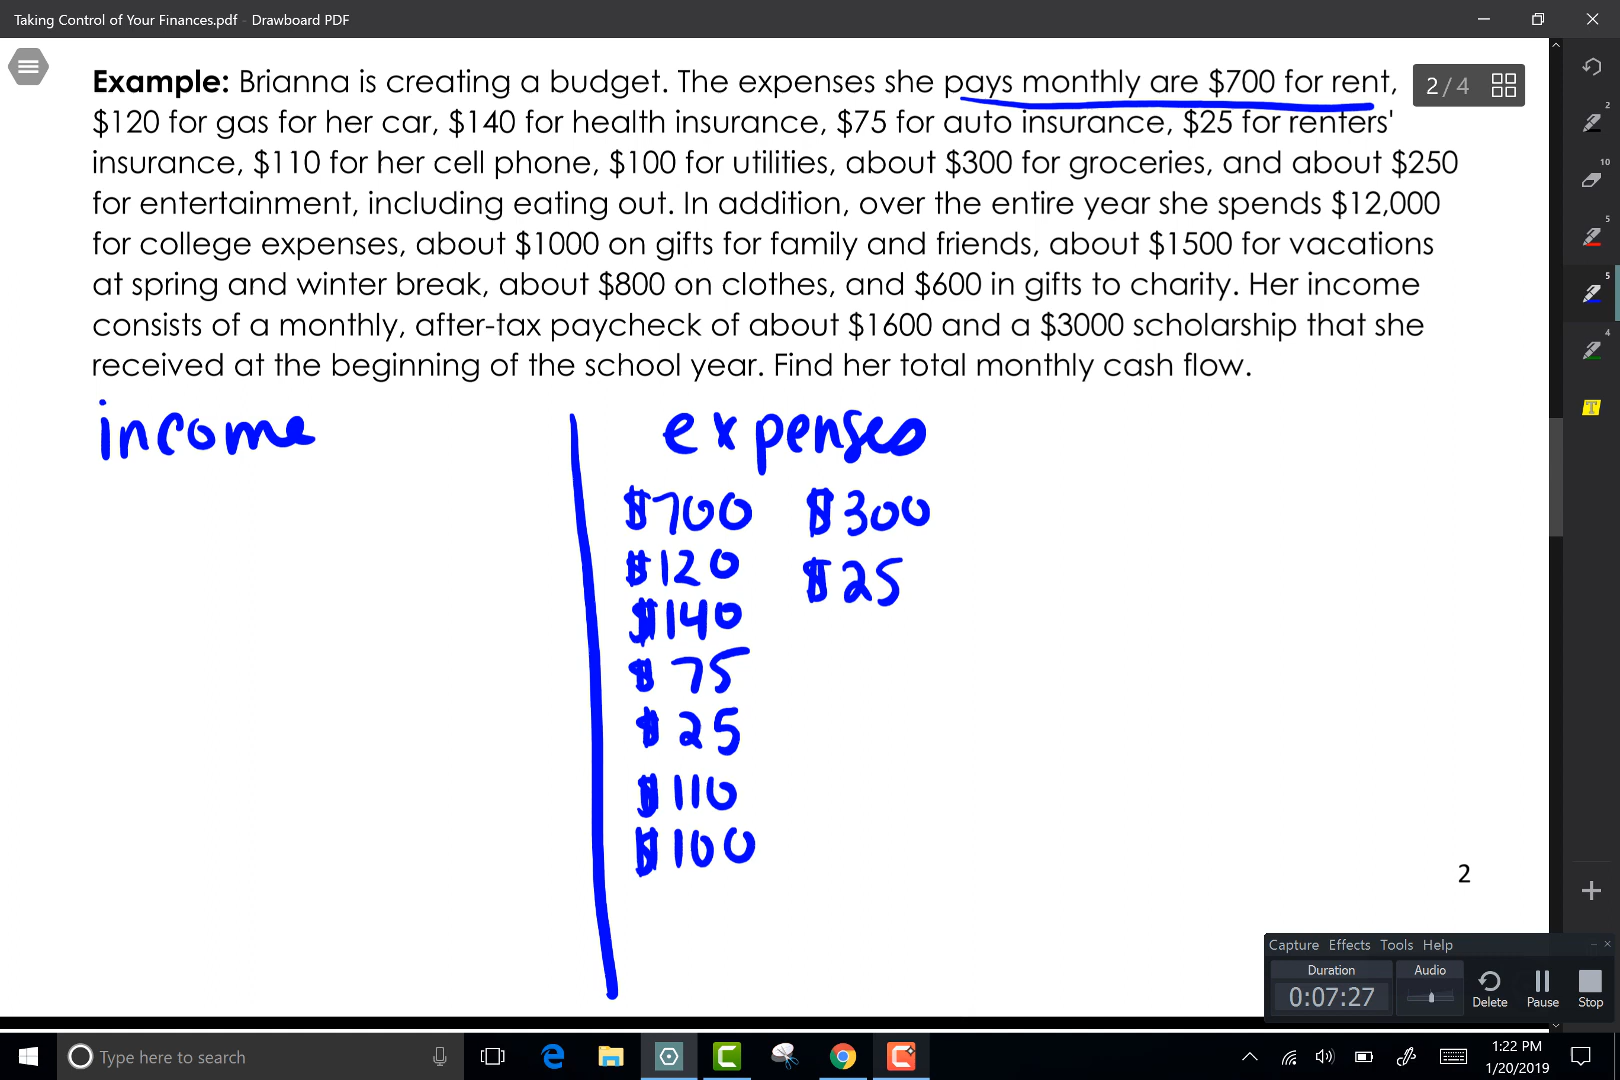 Taking Control of Your Finances.pdf - Drawboard PDF
Example: Brianna is creating a budget. The expenses she pays monthly are $700 for rent,
2 / 4
$120 for gas for her car, $140 for health insurance, $75 for auto insurance, $25 for renters'
insurance, $110 for her cell phone, $100 for utilities, about $300 for groceries, and about $250
for entertainment, including eating out. In addition, over the entire year she spends $12,000
for college expenses, about $1000 on gifts for family and friends, about $1500 for vacations
at spring and winter break, about $800 on clothes, and $600 in gifts to charity. Her income
consists of a monthly, after-tax paycheck of about $1600 and a $3000 scholarship that she
received at the beginning of the school year. Find her total monthly cash flow.
2
10
5
5
4
T
income
expenses
$700 $300
$120 $25
$140
$75
$25
$110
$100
2
Capture Effects Tools Help
Duration Audio
0:07:27 Delete Pause Stop
Type here to search
1:22 PM
1/20/2019